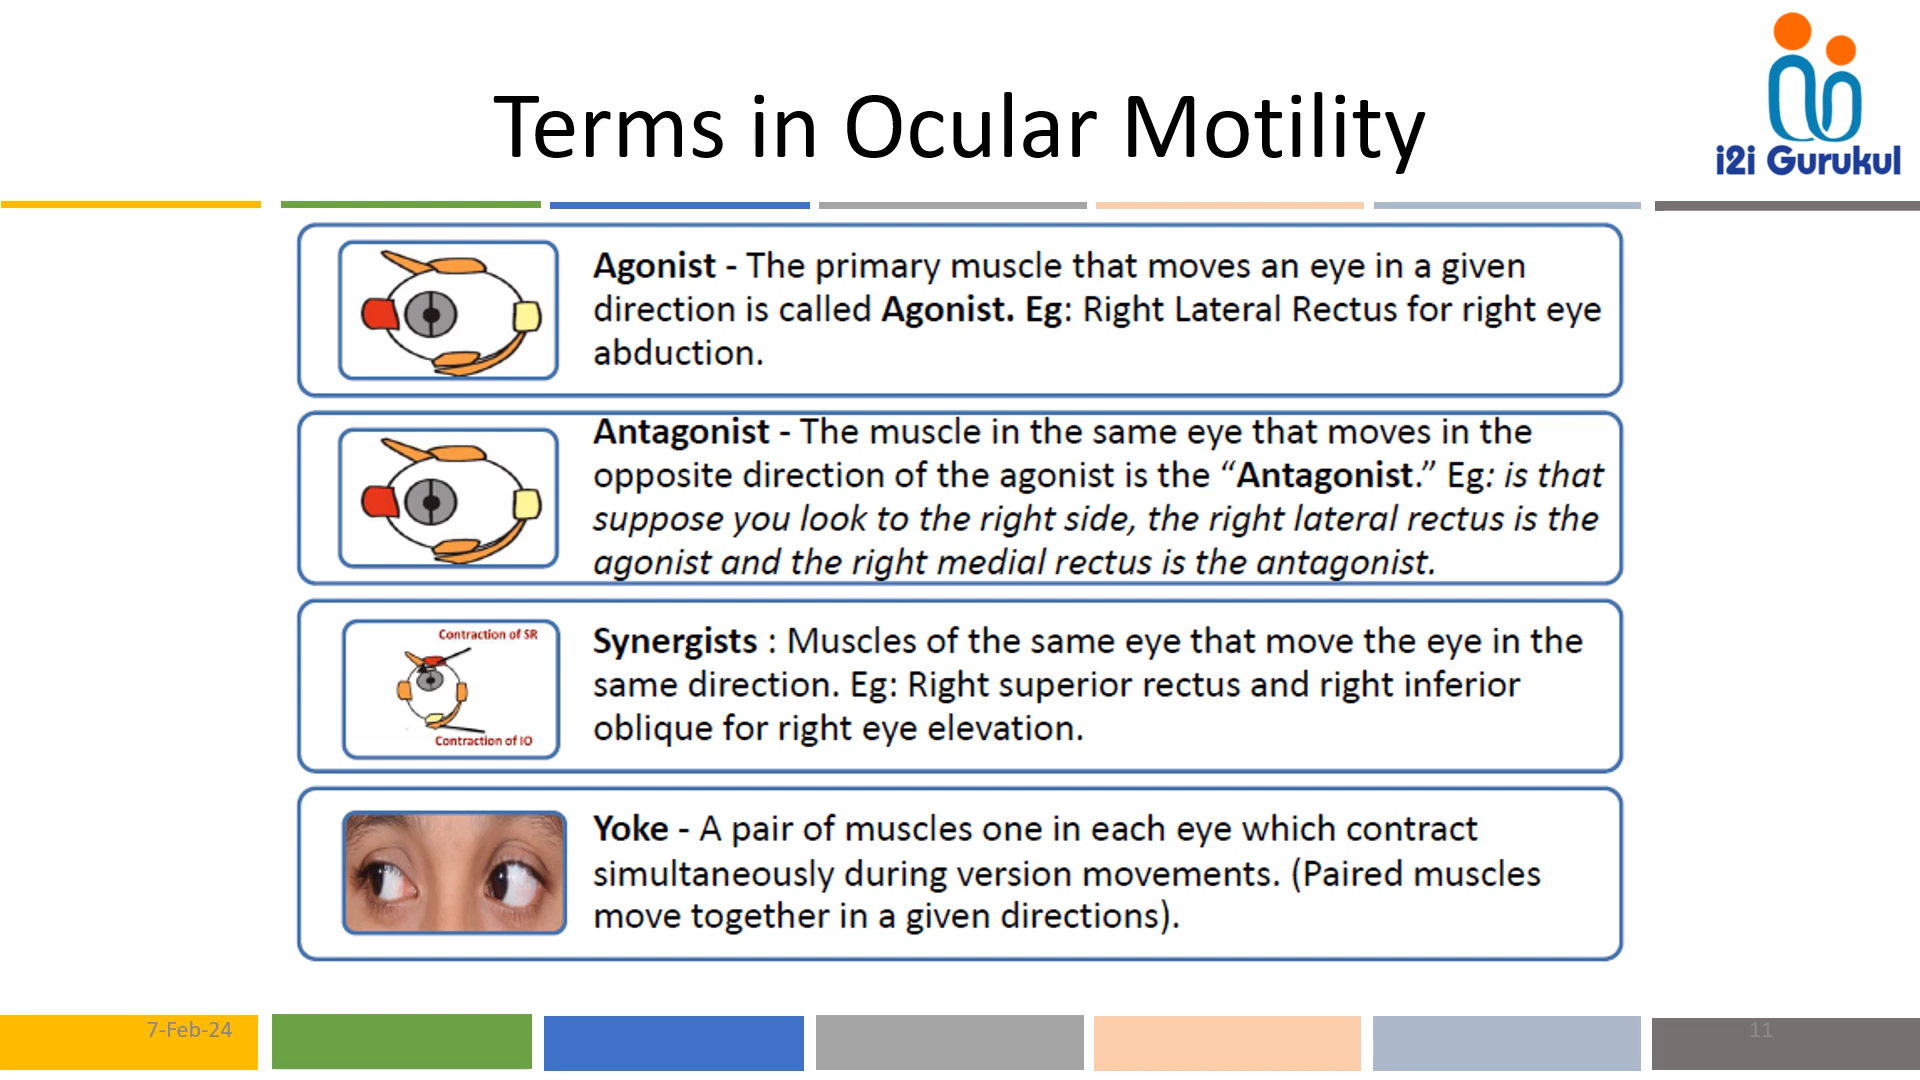 Terms in Ocular Motility
i2i Gurukul
Agonist - The primary muscle that moves an eye in a given
direction is called Agonist. Eg: Right Lateral Rectus for right eye
abduction.
Antagonist - The muscle in the same eye that moves in the
opposite direction of the agonist is the “Antagonist.” Eg: is that
suppose you look to the right side, the right lateral rectus is the
agonist and the right medial rectus is the antagonist.
Contraction of SR
Contraction of IO
Synergists : Muscles of the same eye that move the eye in the
same direction. Eg: Right superior rectus and right inferior
oblique for right eye elevation.
Yoke - A pair of muscles one in each eye which contract
simultaneously during version movements. (Paired muscles
move together in a given directions).
7-Feb-24
11